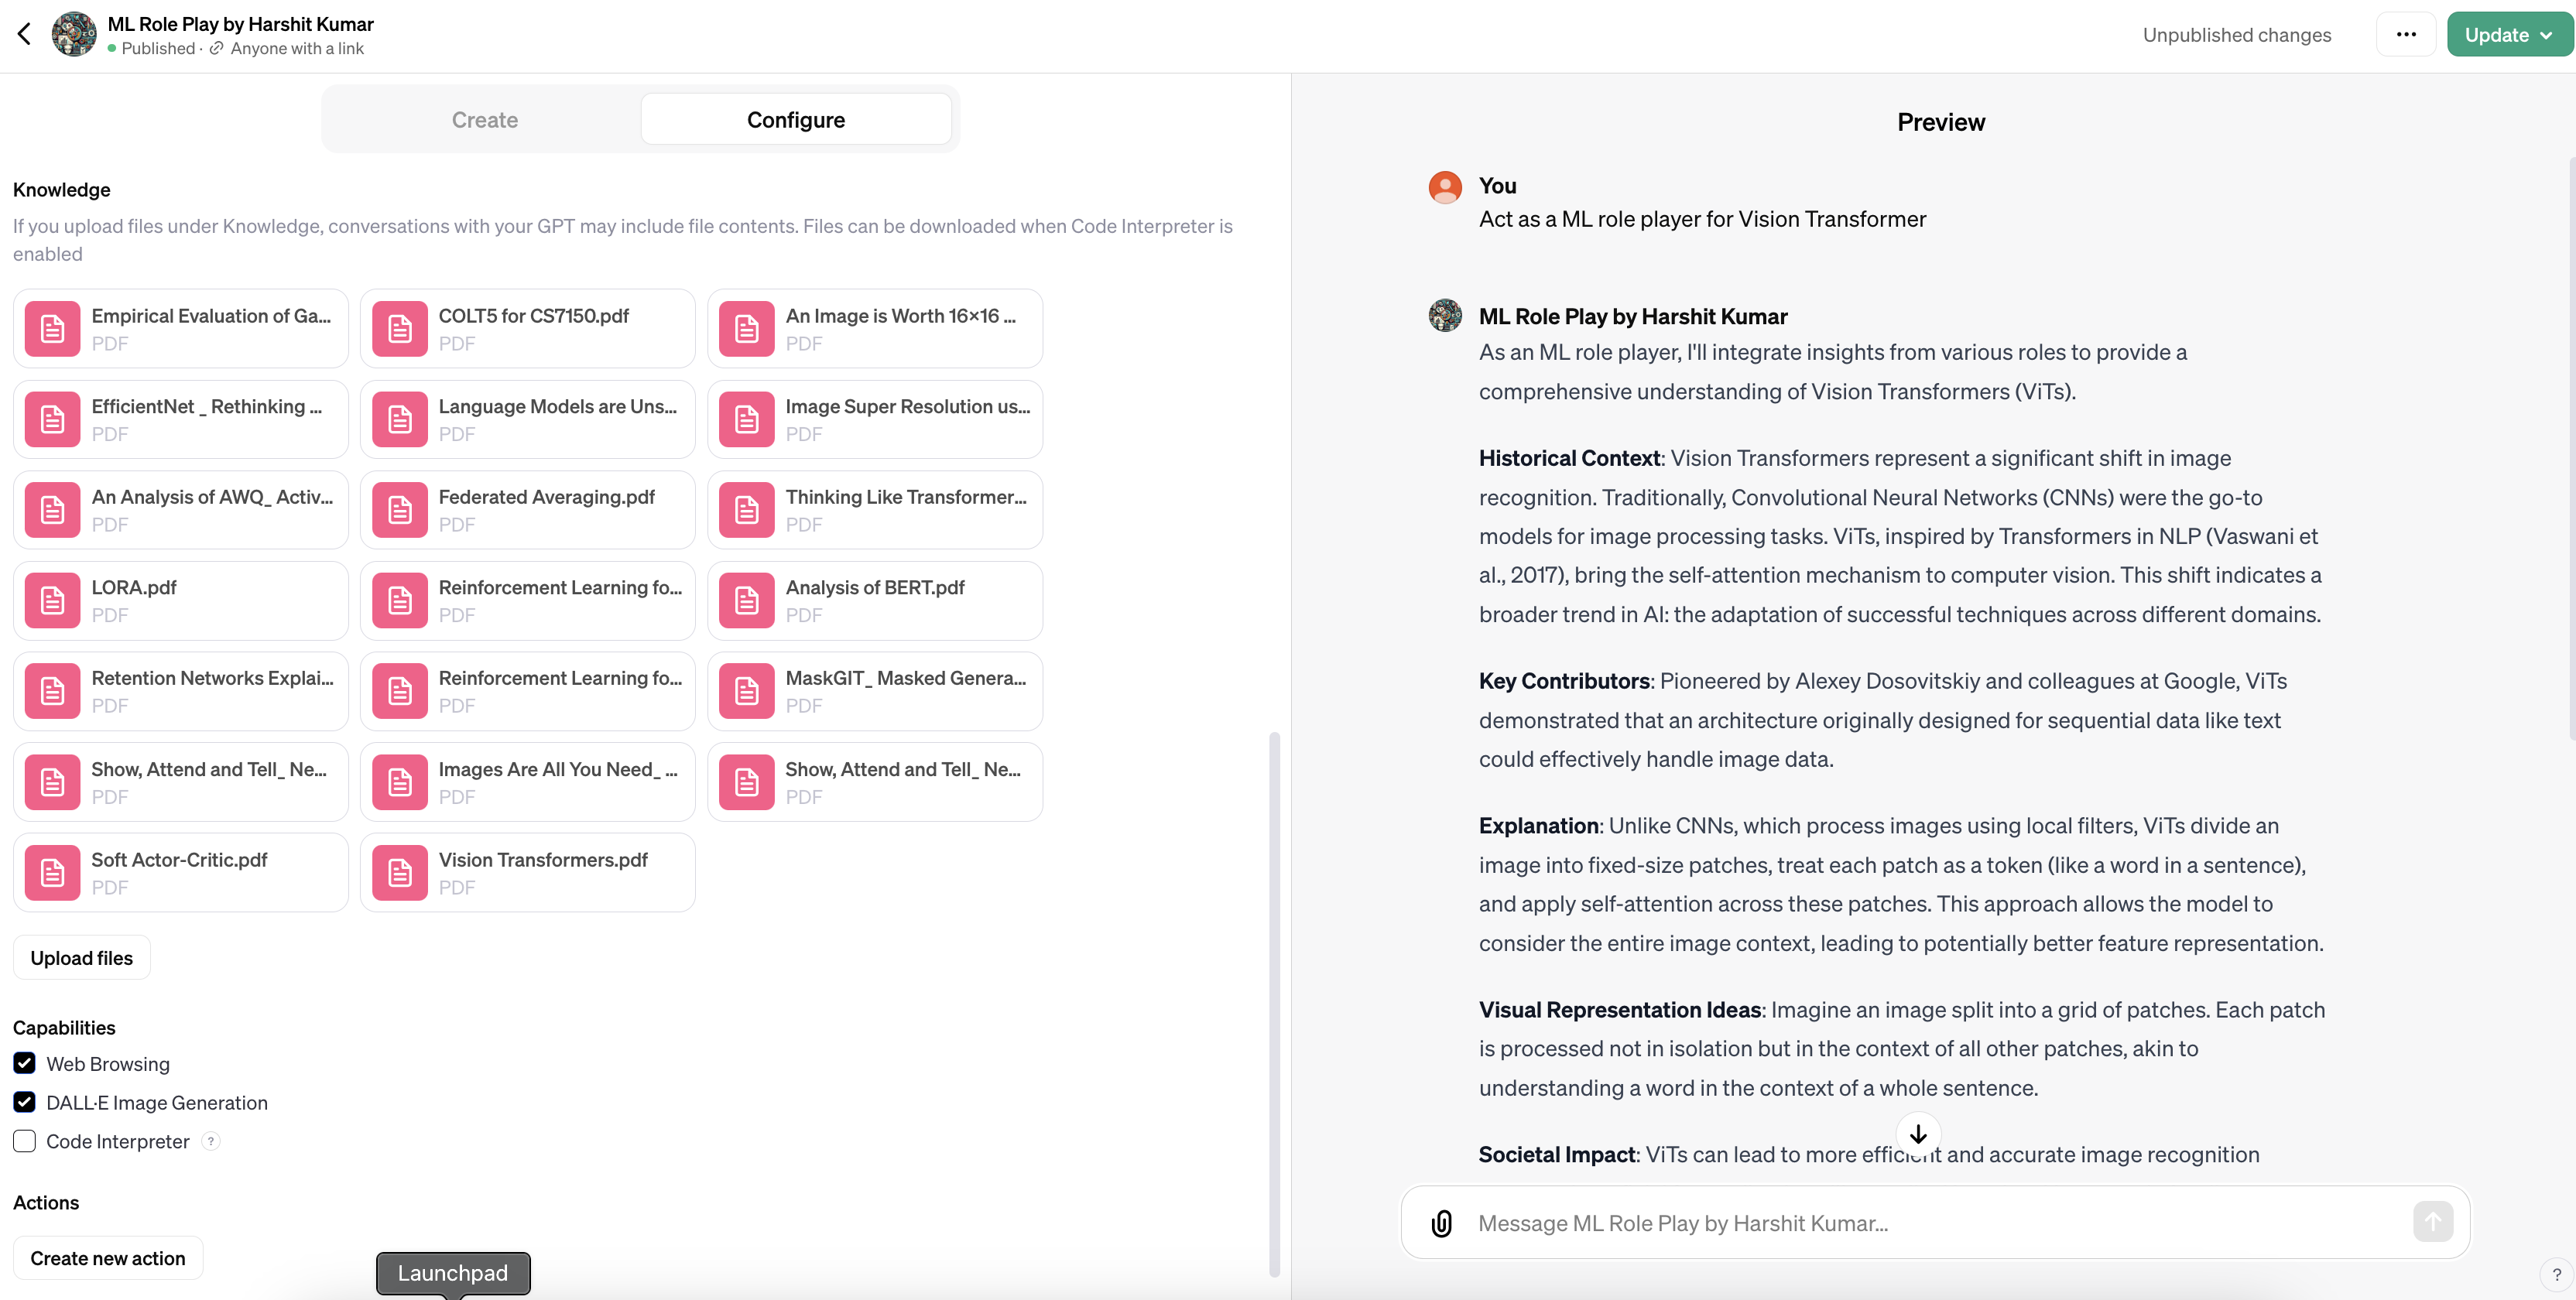 ML Role Play by Harshit Kumar
Published · Anyone with a link
Unpublished changes
Update
Create
Configure
Knowledge
If you upload files under Knowledge, conversations with your GPT may include file contents. Files can be downloaded when Code Interpreter is
enabled
Empirical Evaluation of Ga...
PDF
COLT5 for CS7150.pdf
PDF
An Image is Worth 16×16 ...
PDF
EfficientNet _ Rethinking ...
PDF
Language Models are Uns...
PDF
Image Super Resolution us...
PDF
An Analysis of AWQ_ Activ...
PDF
Federated Averaging.pdf
PDF
Thinking Like Transformer...
PDF
LORA.pdf
PDF
Reinforcement Learning fo...
PDF
Analysis of BERT.pdf
PDF
Retention Networks Explai...
PDF
Reinforcement Learning fo...
PDF
MaskGIT_ Masked Genera...
PDF
Show, Attend and Tell_ Ne...
PDF
Images Are All You Need_ ...
PDF
Show, Attend and Tell_ Ne...
PDF
Soft Actor-Critic.pdf
PDF
Vision Transformers.pdf
PDF
Upload files
Capabilities
Web Browsing
DALL·E Image Generation
Code Interpreter ?
Actions
Create new action
Launchpad
Preview
You
Act as a ML role player for Vision Transformer
ML Role Play by Harshit Kumar
As an ML role player, I'll integrate insights from various roles to provide a
comprehensive understanding of Vision Transformers (ViTs).
Historical Context: Vision Transformers represent a significant shift in image
recognition. Traditionally, Convolutional Neural Networks (CNNs) were the go-to
models for image processing tasks. ViTs, inspired by Transformers in NLP (Vaswani et
al., 2017), bring the self-attention mechanism to computer vision. This shift indicates a
broader trend in AI: the adaptation of successful techniques across different domains.
Key Contributors: Pioneered by Alexey Dosovitskiy and colleagues at Google, ViTs
demonstrated that an architecture originally designed for sequential data like text
could effectively handle image data.
Explanation: Unlike CNNs, which process images using local filters, ViTs divide an
image into fixed-size patches, treat each patch as a token (like a word in a sentence),
and apply self-attention across these patches. This approach allows the model to
consider the entire image context, leading to potentially better feature representation.
Visual Representation Ideas: Imagine an image split into a grid of patches. Each patch
is processed not in isolation but in the context of all other patches, akin to
understanding a word in the context of a whole sentence.
Societal Impact: ViTs can lead to more efficient and accurate image recognition
Message ML Role Play by Harshit Kumar...
?